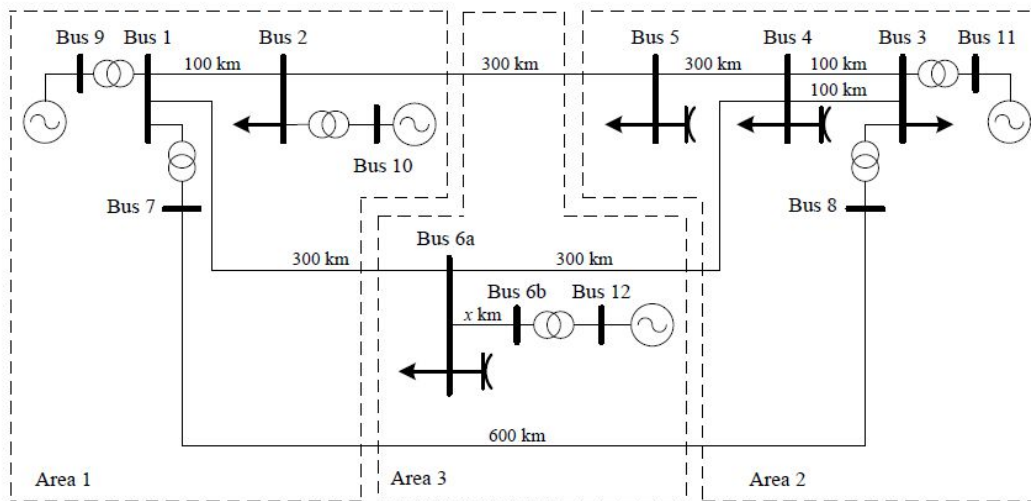 Bus 9 Bus 1 Bus 2 Bus 5 Bus 4 Bus 3 Bus 11
100 km 300 km 300 km 100 km
100 km
Bus 10
Bus 7 Bus 8
Bus 6a
300 km 300 km
Bus 6b Bus 12
x km
600 km
Area 1 Area 3 Area 2